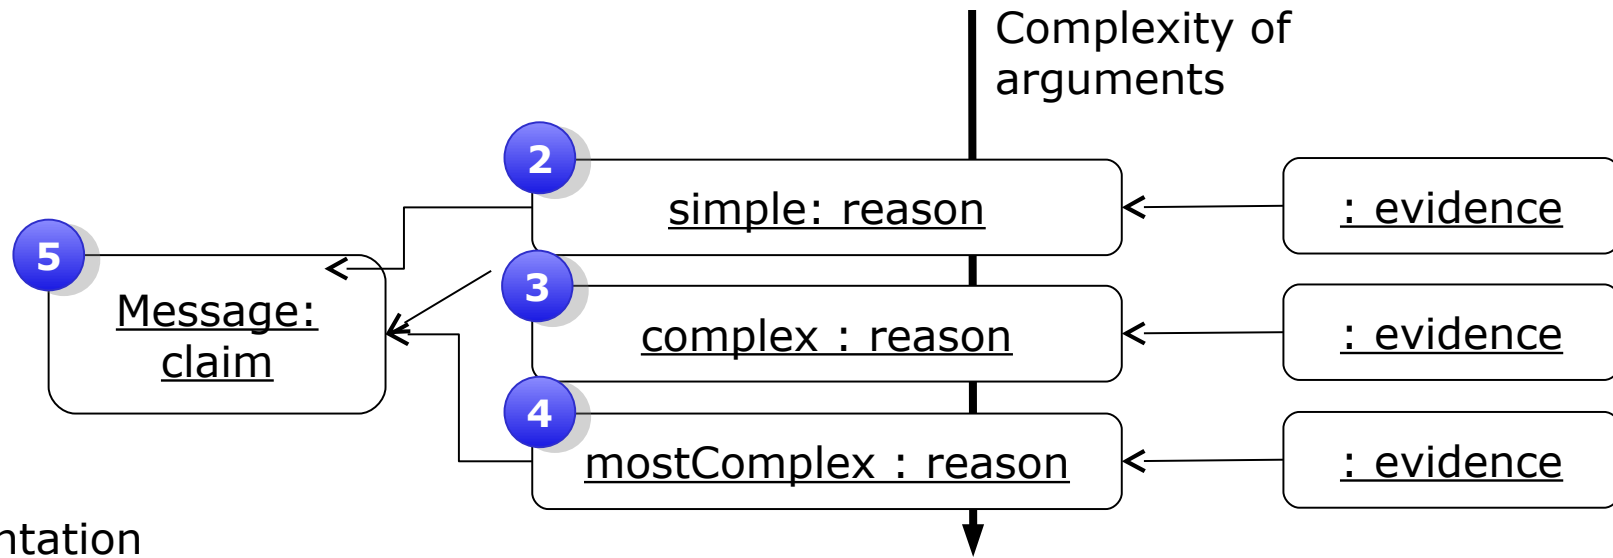 Complexity of
arguments
2
simple: reason
: evidence
5
Message:
claim
3
complex : reason
: evidence
4
mostComplex : reason
: evidence
ntation